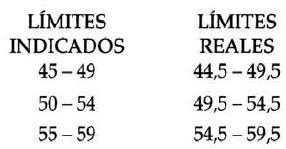 LÍMITES LÍMITES
INDICADOS REALES
45 – 49 44,5 – 49,5
50 – 54 49,5 – 54,5
55 – 59 54,5 – 59,5